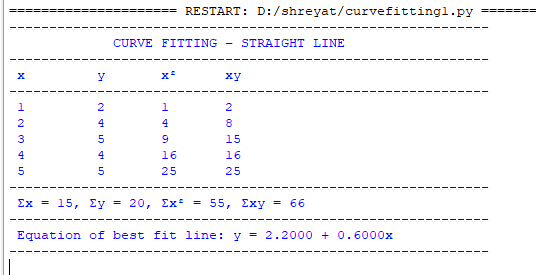 ===================== RESTART: D:/shreyat/curvefitting1.py =======
------------------------------------------------------------
CURVE FITTING - STRAIGHT LINE
------------------------------------------------------------
x y x² xy
------------------------------------------------------------
1 2 1 2
2 4 4 8
3 5 9 15
4 4 16 16
5 5 25 25
------------------------------------------------------------
Σx = 15, Σy = 20, Σx² = 55, Σxy = 66
------------------------------------------------------------
Equation of best fit line: y = 2.2000 + 0.6000x
------------------------------------------------------------